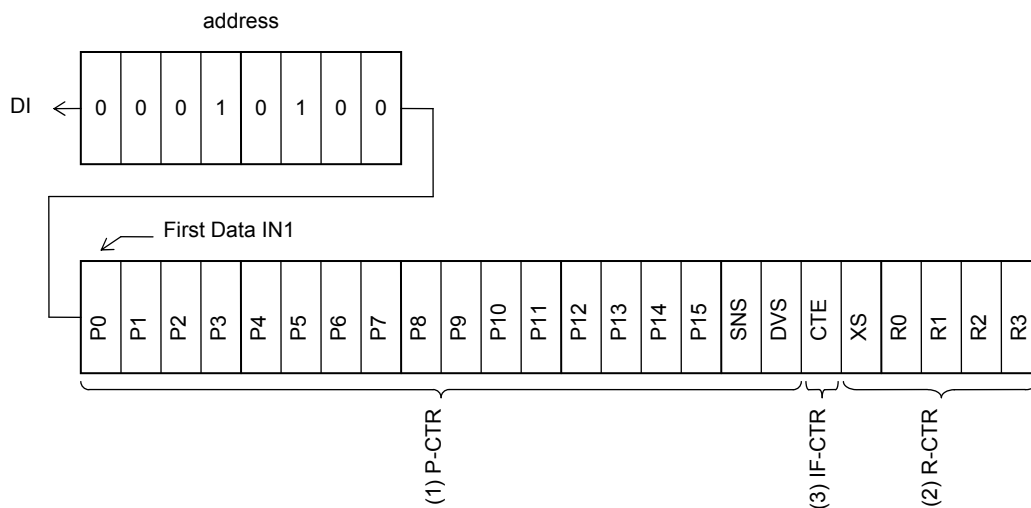 address
DI 0 0 0 1 0 1 0 0
First Data IN1
P0 P1 P2 P3 P4 P5 P6 P7 P8 P9 P10 P11 P12 P13 P14 P15 SNS DVS CTE XS R0 R1 R2 R3
(1) P-CTR (3) IF-CTR (2) R-CTR